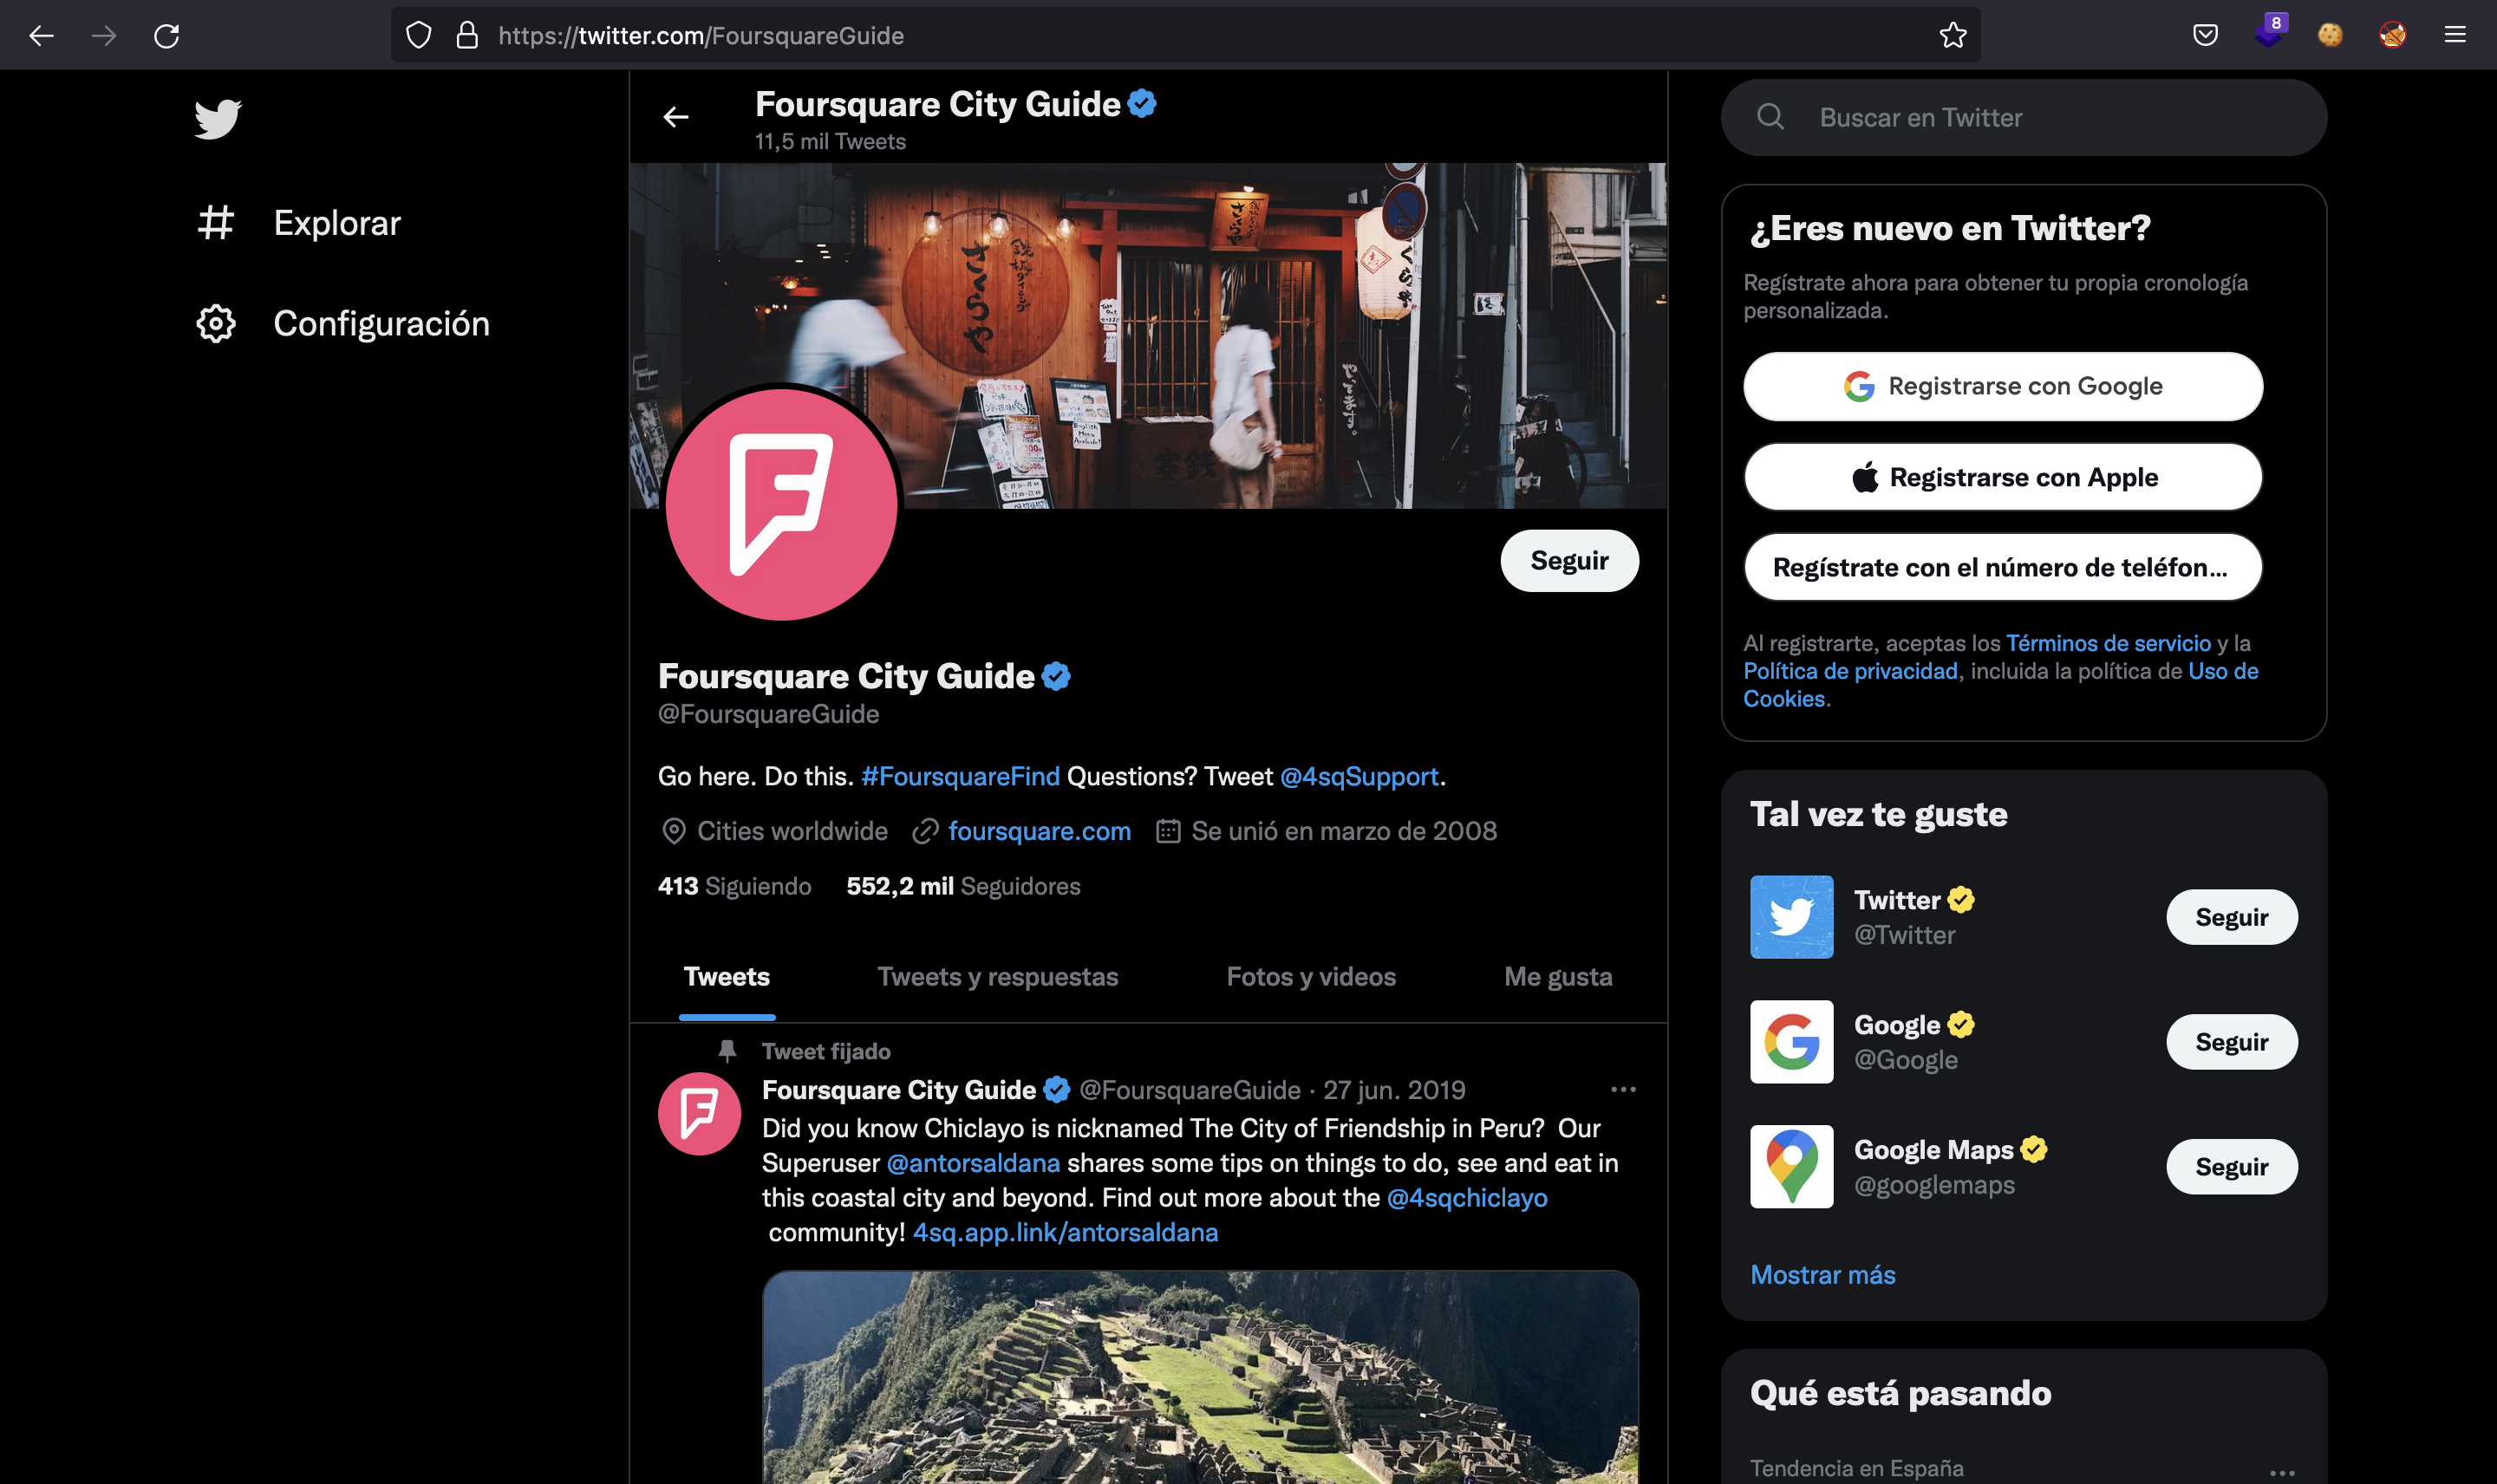 8
https://twitter.com/FoursquareGuide
Explorar
Configuración
Foursquare City Guide
11,5 mil Tweets
さくらや
さくらや
Seguir
Foursquare City Guide
@FoursquareGuide
Go here. Do this. #FoursquareFind Questions? Tweet @4sqSupport.
Cities worldwide foursquare.com Se unió en marzo de 2008
413 Siguiendo 552,2 mil Seguidores
Tweets Tweets y respuestas Fotos y videos Me gusta
Tweet fijado
Foursquare City Guide @FoursquareGuide · 27 jun. 2019
Did you know Chiclayo is nicknamed The City of Friendship in Peru? Our
Superuser @antorsaldana shares some tips on things to do, see and eat in
this coastal city and beyond. Find out more about the @4sqchiclayo
community! 4sq.app.link/antorsaldana
Buscar en Twitter
¿Eres nuevo en Twitter?
Regístrate ahora para obtener tu propia cronología
personalizada.
Registrarse con Google
Registrarse con Apple
Regístrate con el número de teléfon...
Al registrarte, aceptas los Términos de servicio y la
Política de privacidad, incluida la política de Uso de
Cookies.
Tal vez te guste
Twitter
@Twitter
Seguir
Google
@Google
Seguir
Google Maps
@googlemaps
Seguir
Mostrar más
Qué está pasando
Tendencia en España